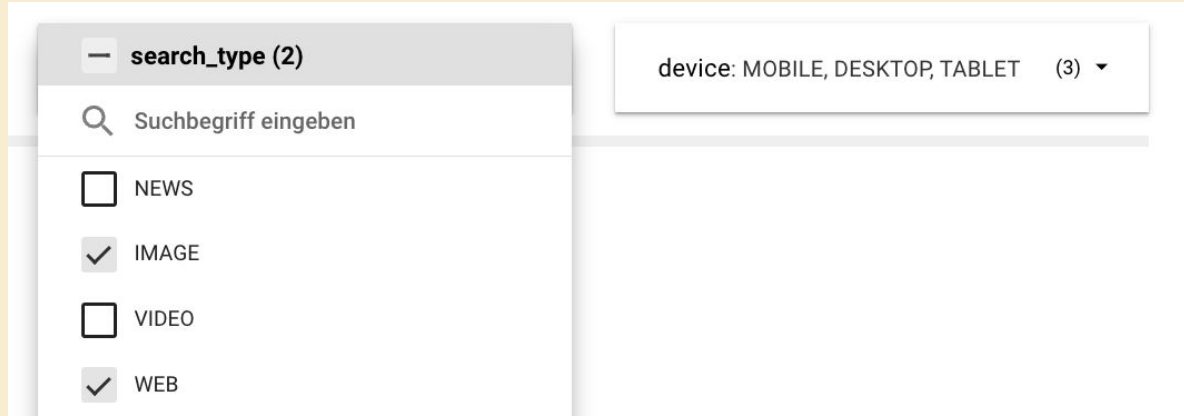 search_type (2)
device: MOBILE, DESKTOP, TABLET (3)
Suchbegriff eingeben
NEWS
IMAGE
VIDEO
WEB